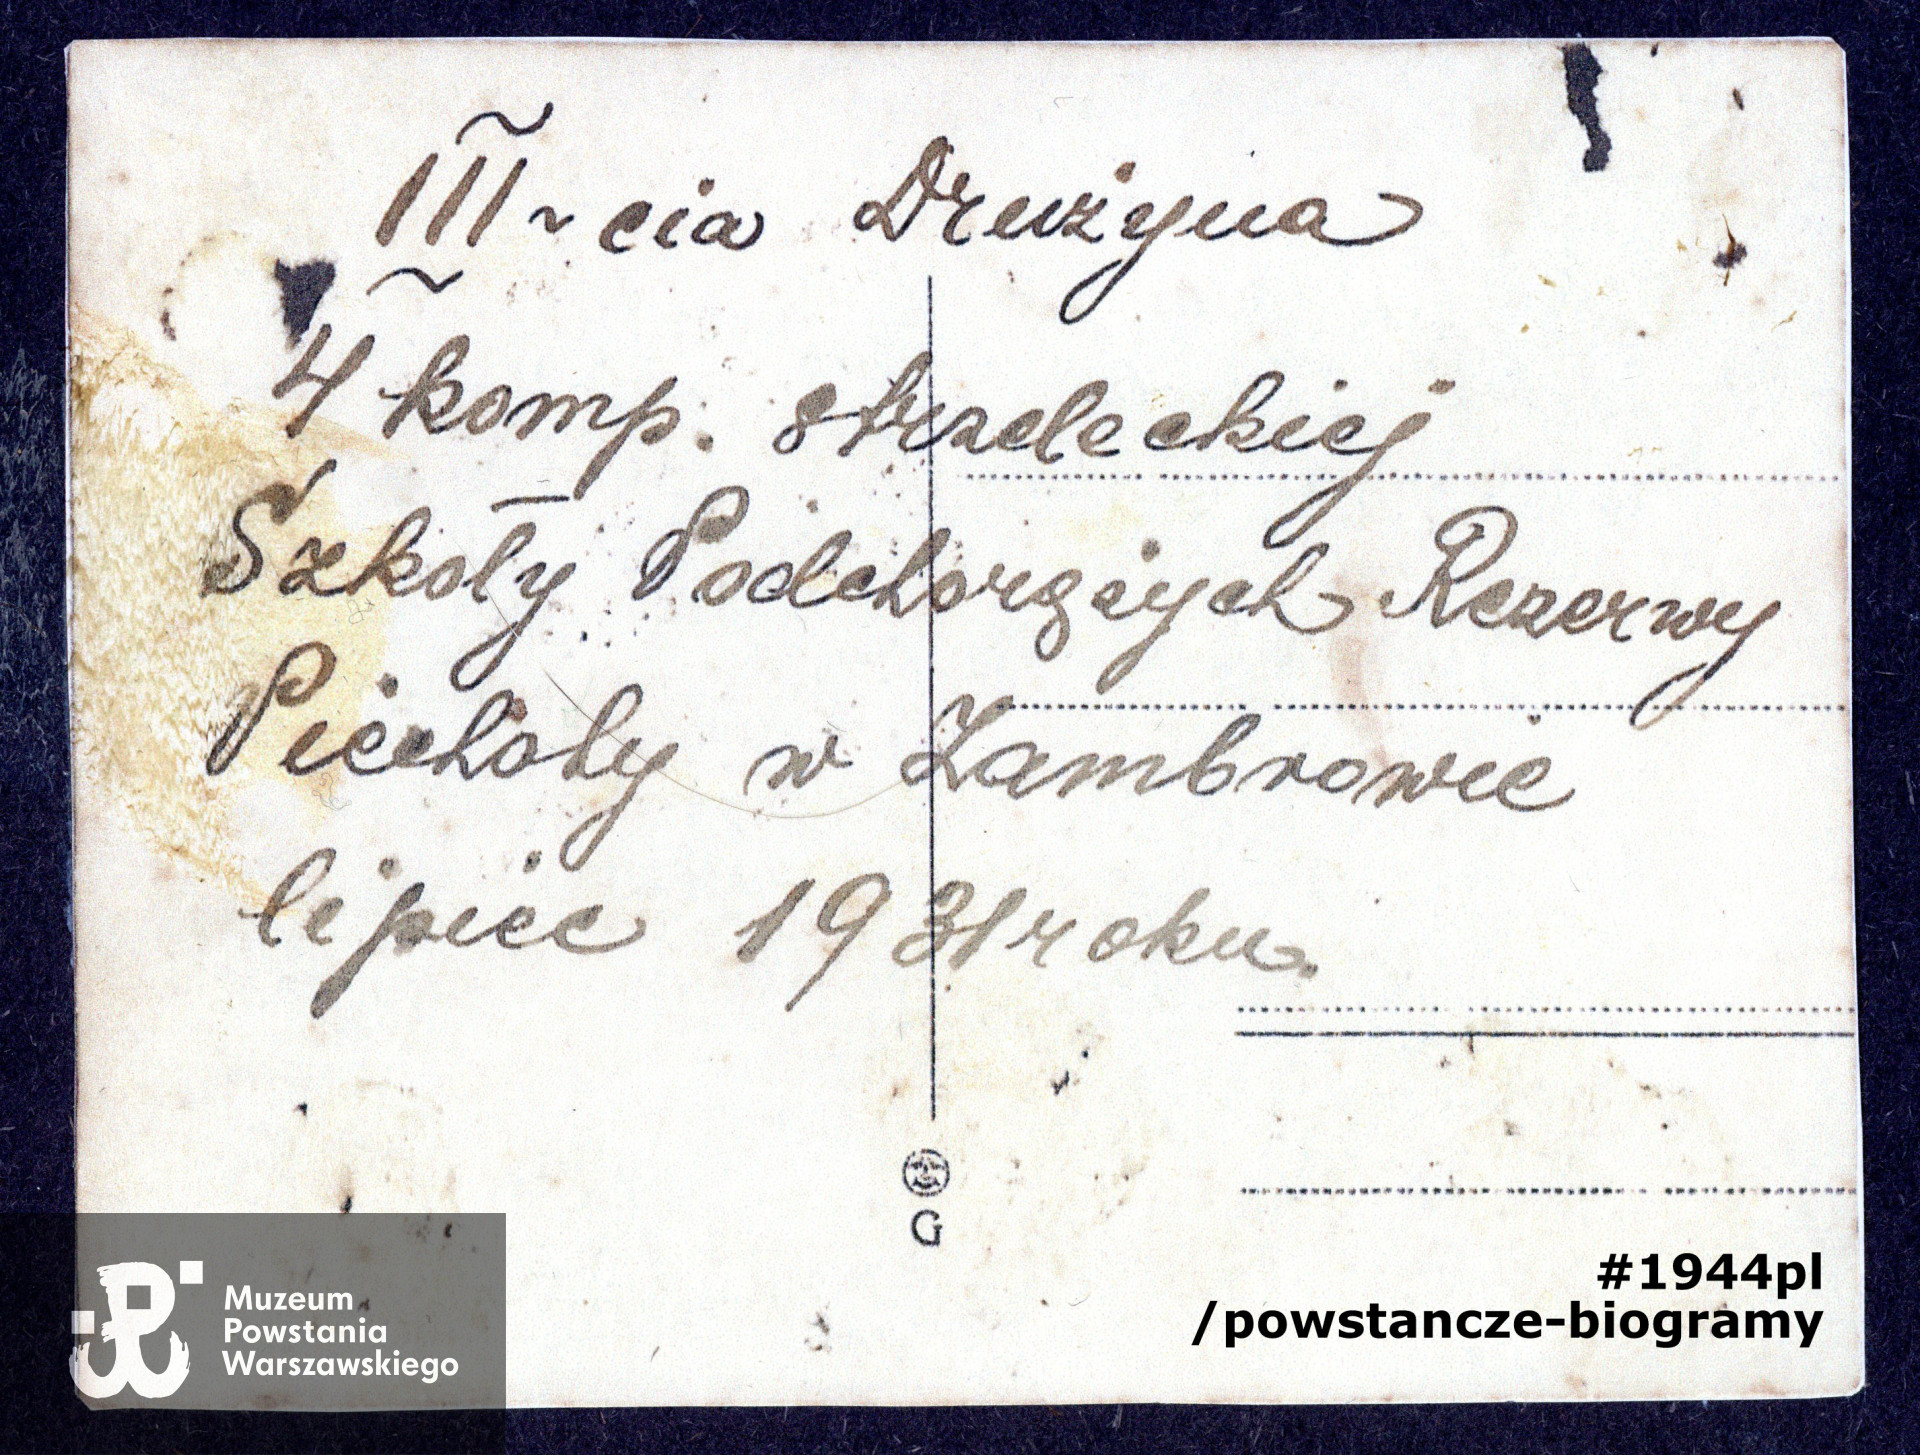 III-cia Drużyna
4 komp. strzeleckiej
Szkoły Podchorążych Rezerwy
Piechoty w Zambrowie
lipiec 1931 roku.
G
Muzeum
Powstania
Warszawskiego
#1944pl
/powstancze-biogramy